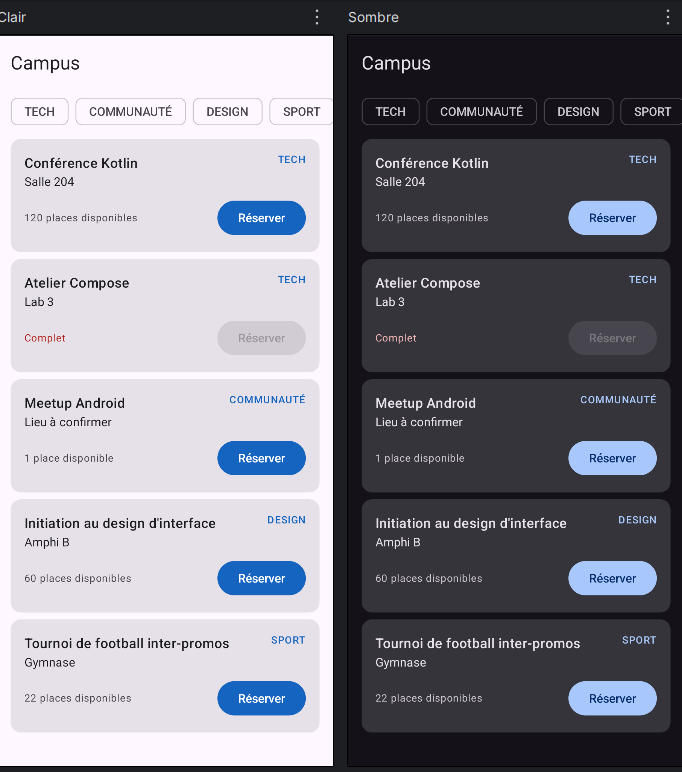 Clair
Campus
TECH COMMUNAUTÉ DESIGN SPORT
Conférence Kotlin TECH
Salle 204
120 places disponibles Réserver
Atelier Compose TECH
Lab 3
Complet Réserver
Meetup Android COMMUNAUTÉ
Lieu à confirmer
1 place disponible Réserver
Initiation au design d'interface DESIGN
Amphi B
60 places disponibles Réserver
Tournoi de football inter-promos SPORT
Gymnase
22 places disponibles Réserver
Sombre
Campus
TECH COMMUNAUTÉ DESIGN SPORT
Conférence Kotlin TECH
Salle 204
120 places disponibles Réserver
Atelier Compose TECH
Lab 3
Complet Réserver
Meetup Android COMMUNAUTÉ
Lieu à confirmer
1 place disponible Réserver
Initiation au design d'interface DESIGN
Amphi B
60 places disponibles Réserver
Tournoi de football inter-promos SPORT
Gymnase
22 places disponibles Réserver